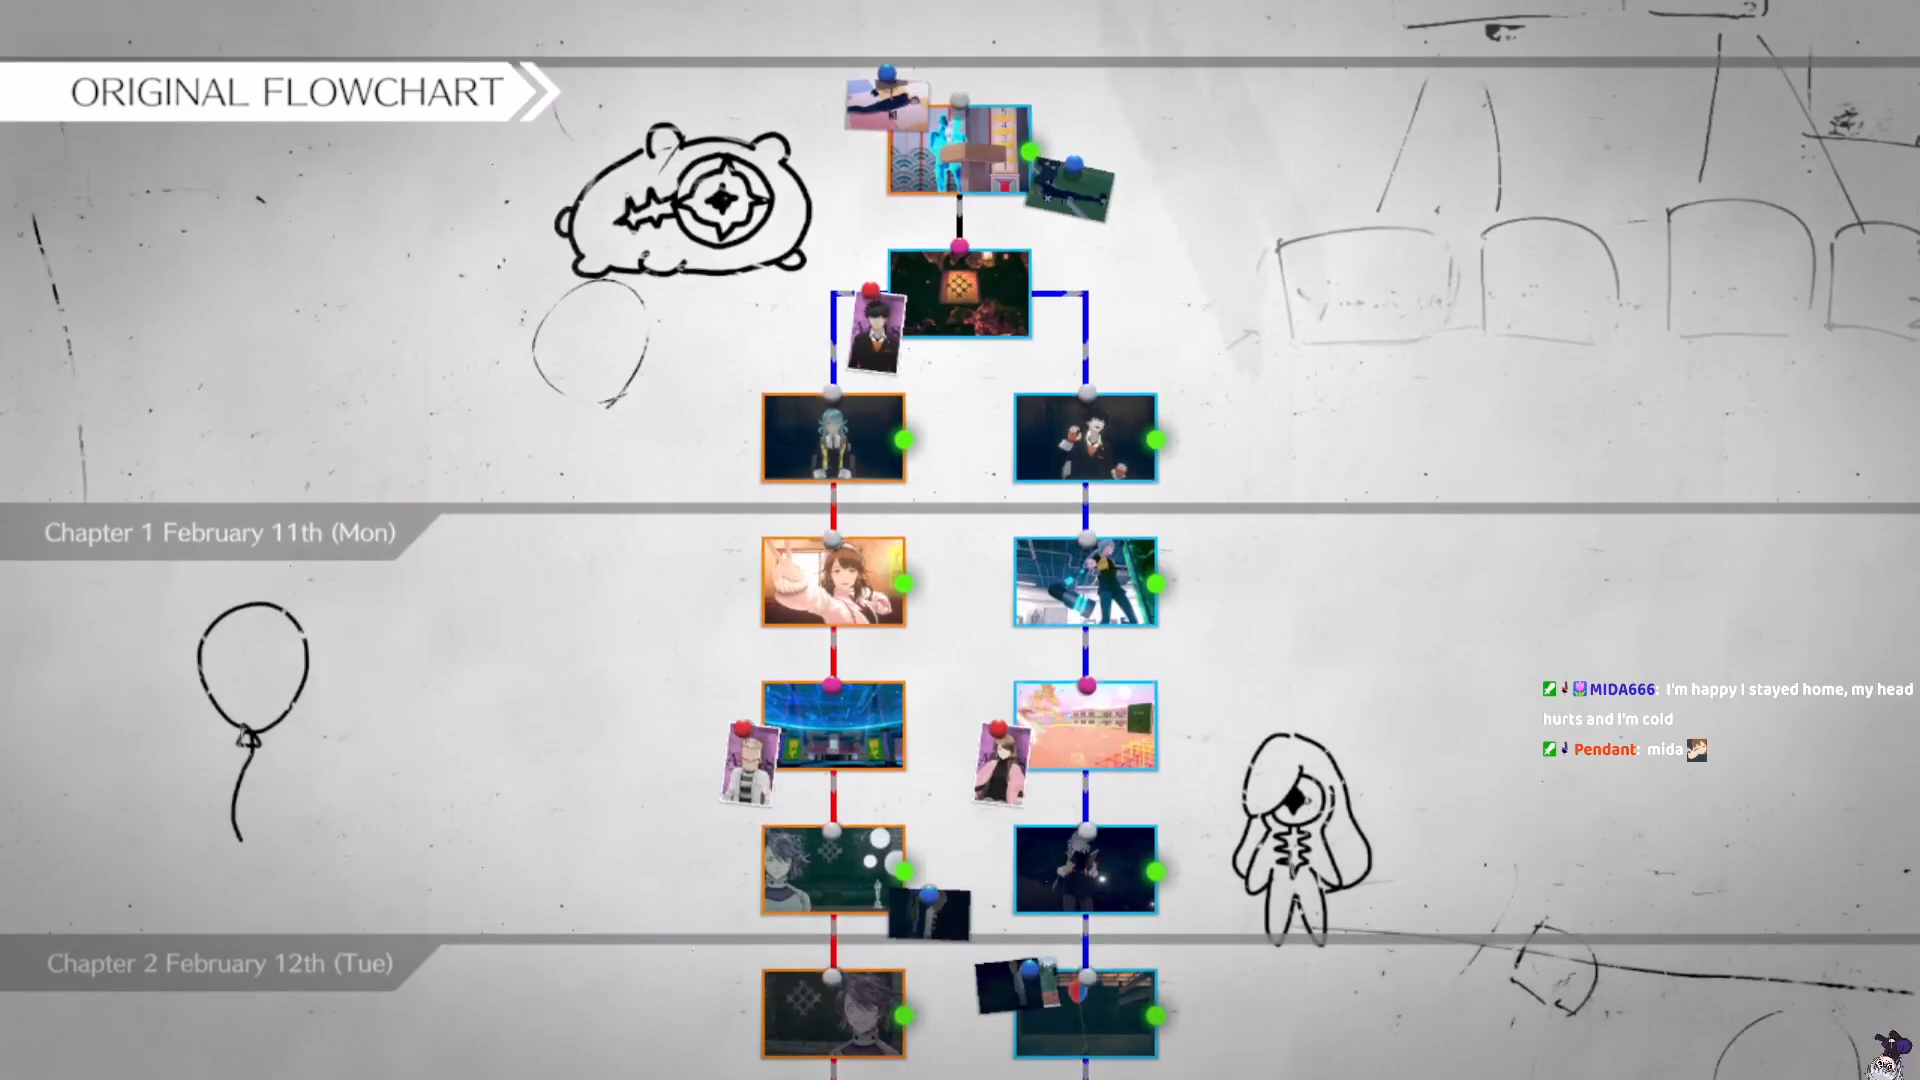 ORIGINAL FLOWCHART
Chapter 1 February 11th (Mon)
MIDA666: I'm happy I stayed home, my head
hurts and I'm cold
Pendant: mida
Chapter 2 February 12th (Tue)